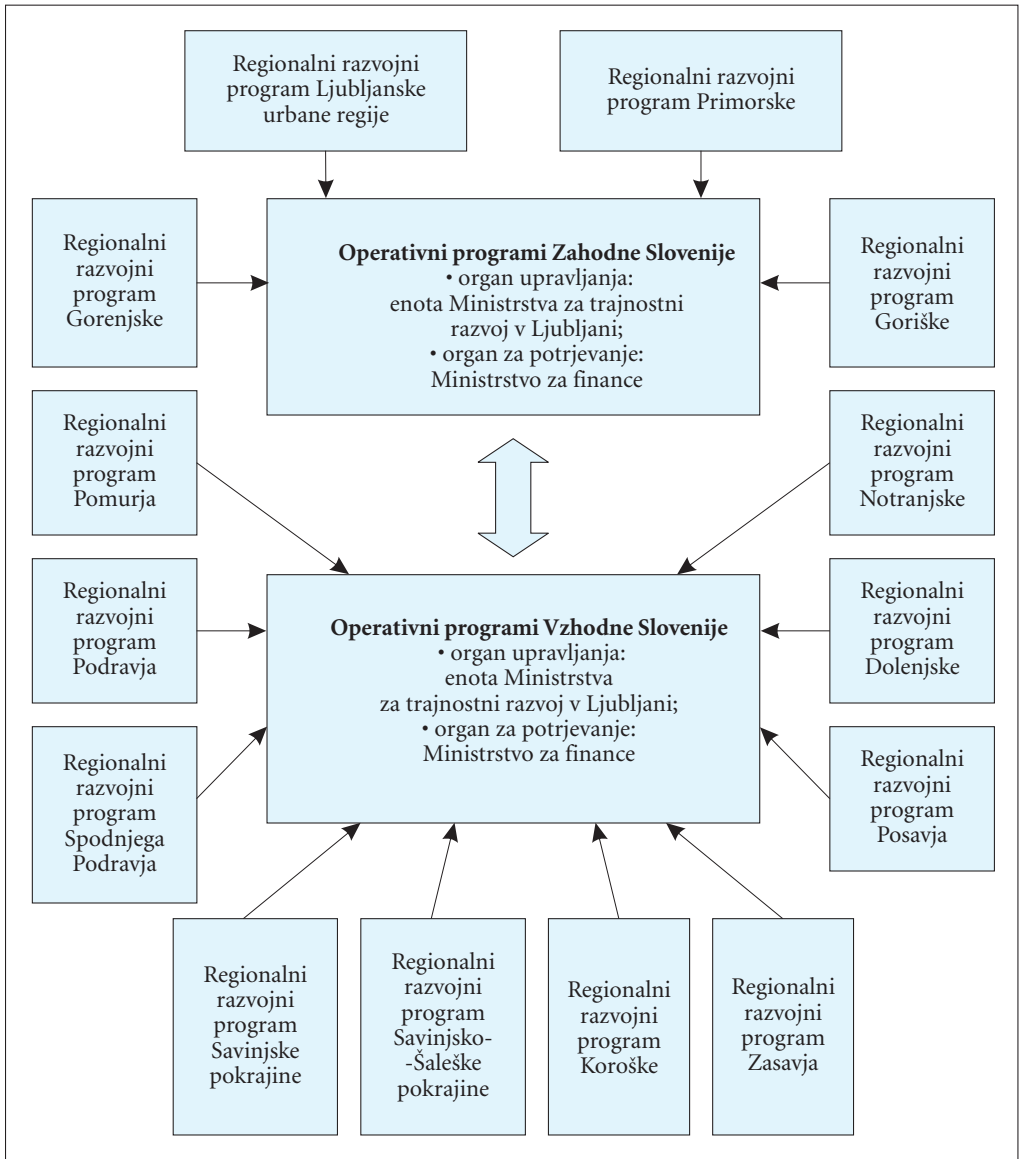 Regionalni razvojni
program Ljubljanske
urbane regije
Regionalni razvojni
program Primorske
Regionalni
razvojni
program
Gorenjske
Operativni programi Zahodne Slovenije
• organ upravljanja:
enota Ministrstva za trajnostni
razvoj v Ljubljani;
• organ za potrjevanje:
Ministrstvo za finance
Regionalni
razvojni
program
Goriške
Regionalni
razvojni
program
Pomurja
Regionalni
razvojni
program
Notranjske
Regionalni
razvojni
program
Podravja
Operativni programi Vzhodne Slovenije
• organ upravljanja:
enota Ministrstva
za trajnostni razvoj v Ljubljani;
• organ za potrjevanje:
Ministrstvo za finance
Regionalni
razvojni
program
Dolenjske
Regionalni
razvojni
program
Spodnjega
Podravja
Regionalni
razvojni
program
Posavja
Regionalni
razvojni
program
Savinjske
pokrajine
Regionalni
razvojni
program
Savinjsko-
-Šaleške
pokrajine
Regionalni
razvojni
program
Koroške
Regionalni
razvojni
program
Zasavja